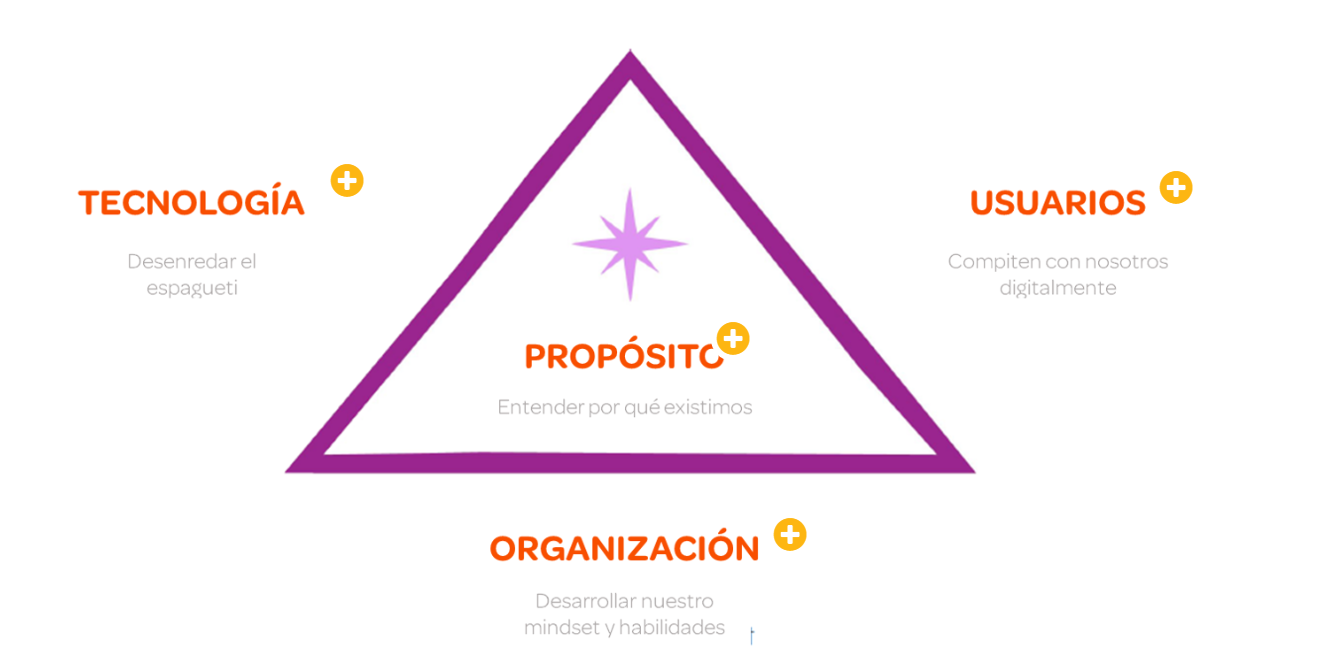 TECNOLOGÍA
Desenredar el
espagueti
USUARIOS
Compiten con nosotros
digitalmente
PROPÓSITO
Entender por qué existimos
ORGANIZACIÓN
Desarrollar nuestro
mindset y habilidades